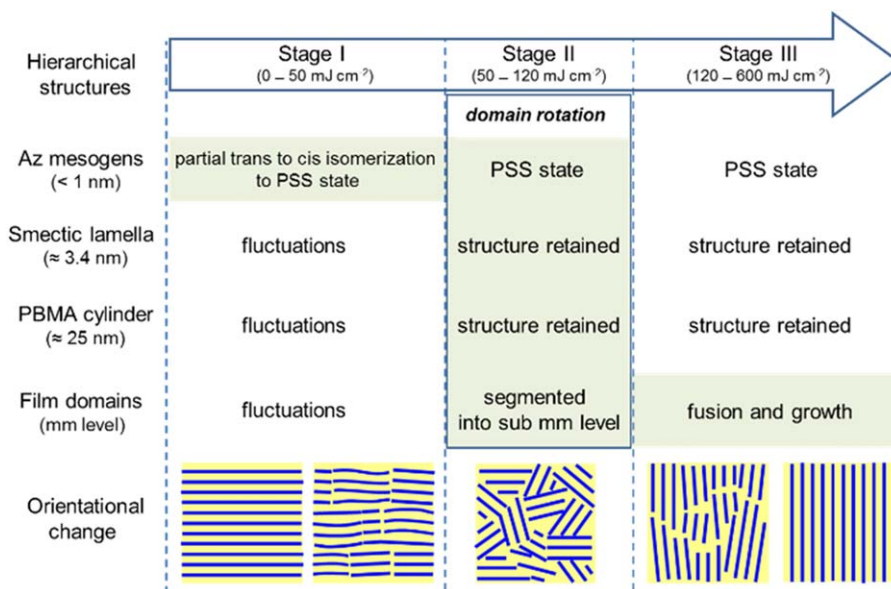 Hierarchical structures
Stage I
(0 – 50 mJ cm⁻²)
Stage II
(50 – 120 mJ cm⁻²)
Stage III
(120 – 600 mJ cm⁻²)
domain rotation
Az mesogens
(< 1 nm)
partial trans to cis isomerization
to PSS state
PSS state
PSS state
Smectic lamella
(≈ 3.4 nm)
fluctuations
structure retained
structure retained
PBMA cylinder
(≈ 25 nm)
fluctuations
structure retained
structure retained
Film domains
(mm level)
fluctuations
segmented
into sub mm level
fusion and growth
Orientational
change